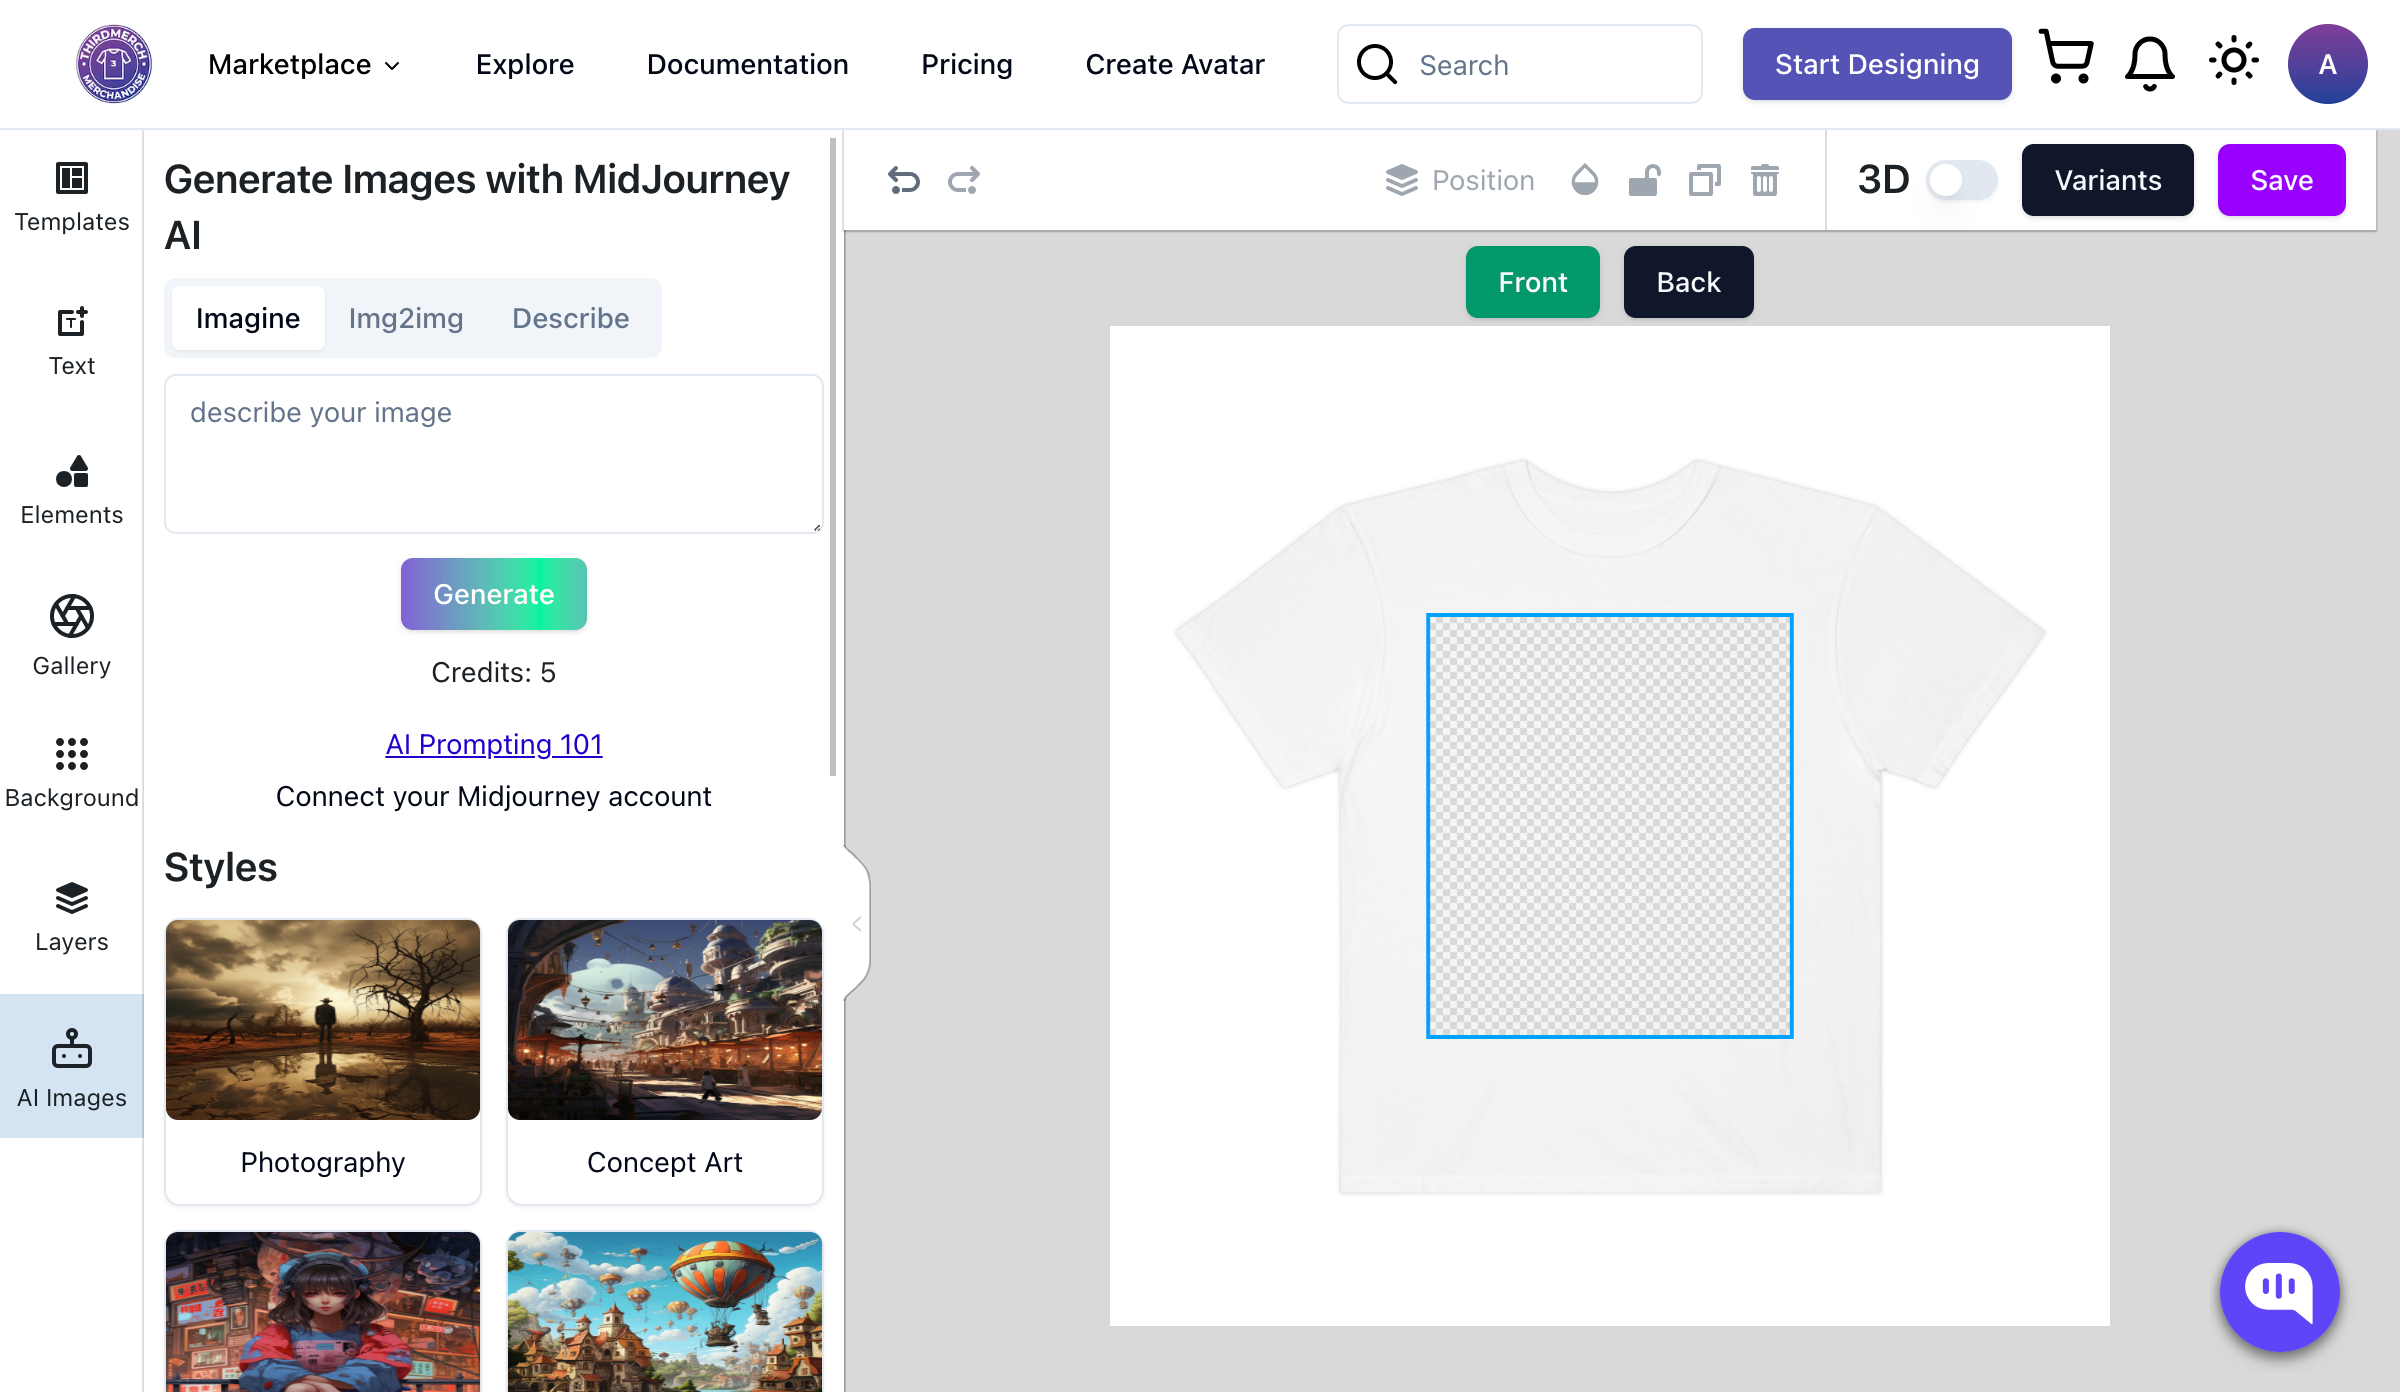 THIRDMERCH
3
MERCHANDISE
Marketplace
Explore
Documentation
Pricing
Create Avatar
Search
Start Designing
A
Templates
Text
Elements
Gallery
Background
Layers
AI Images
Generate Images with MidJourney
AI
Imagine
Img2img
Describe
describe your image
Generate
Credits: 5
AI Prompting 101
Connect your Midjourney account
Styles
Photography
Concept Art
Position
3D
Variants
Save
Front
Back